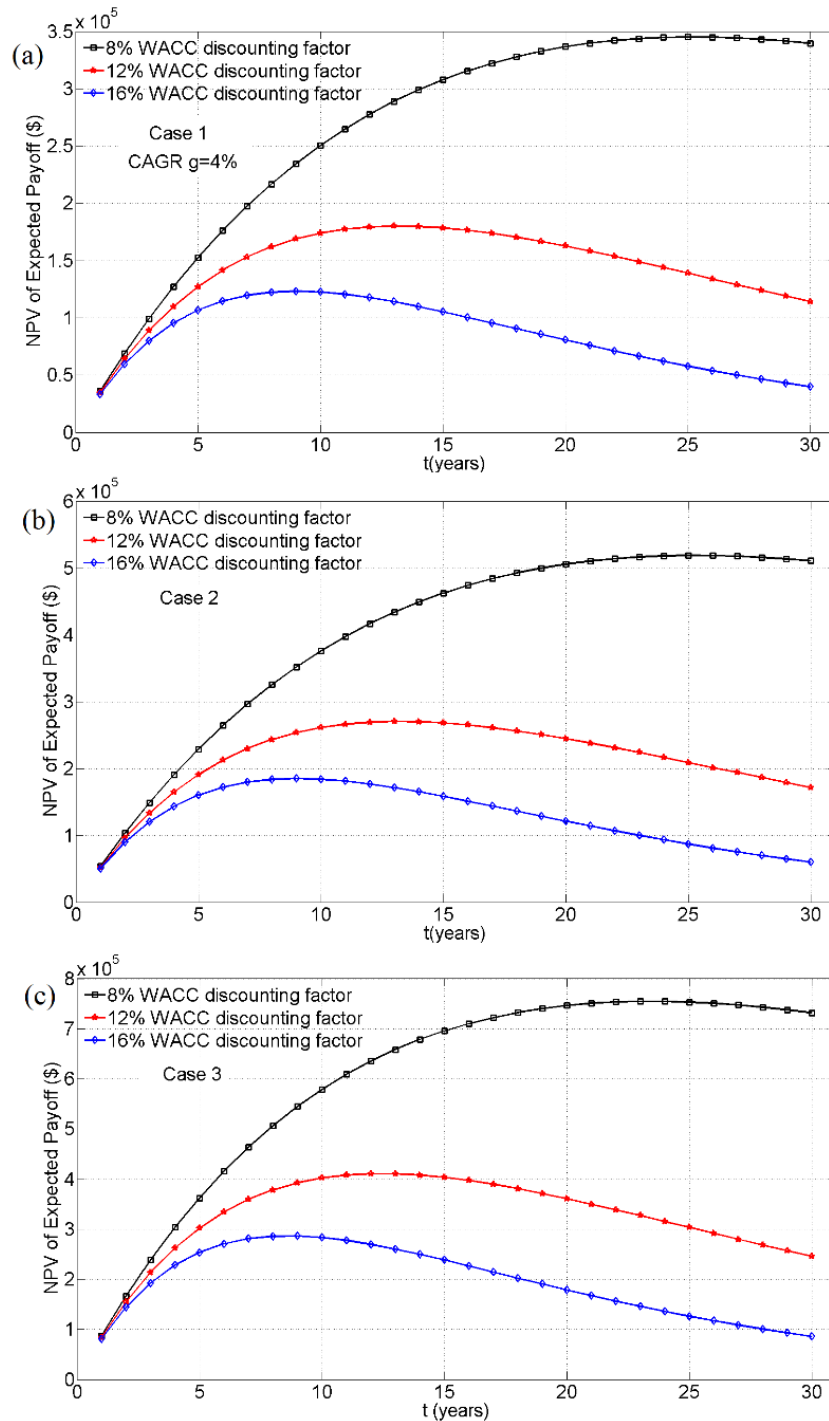 (a)
3.5 x 10^5
8% WACC discounting factor
12% WACC discounting factor
16% WACC discounting factor
Case 1
CAGR g=4%
NPV of Expected Payoff ($)
3
2.5
2
1.5
1
0.5
0
0 5 10 15 20 25 30
t(years)
(b)
6 x 10^5
8% WACC discounting factor
12% WACC discounting factor
16% WACC discounting factor
Case 2
NPV of Expected Payoff ($)
5
4
3
2
1
0
0 5 10 15 20 25 30
t(years)
(c)
8 x 10^5
8% WACC discounting factor
12% WACC discounting factor
16% WACC discounting factor
Case 3
NPV of Expected Payoff ($)
7
6
5
4
3
2
1
0
0 5 10 15 20 25 30
t (years)